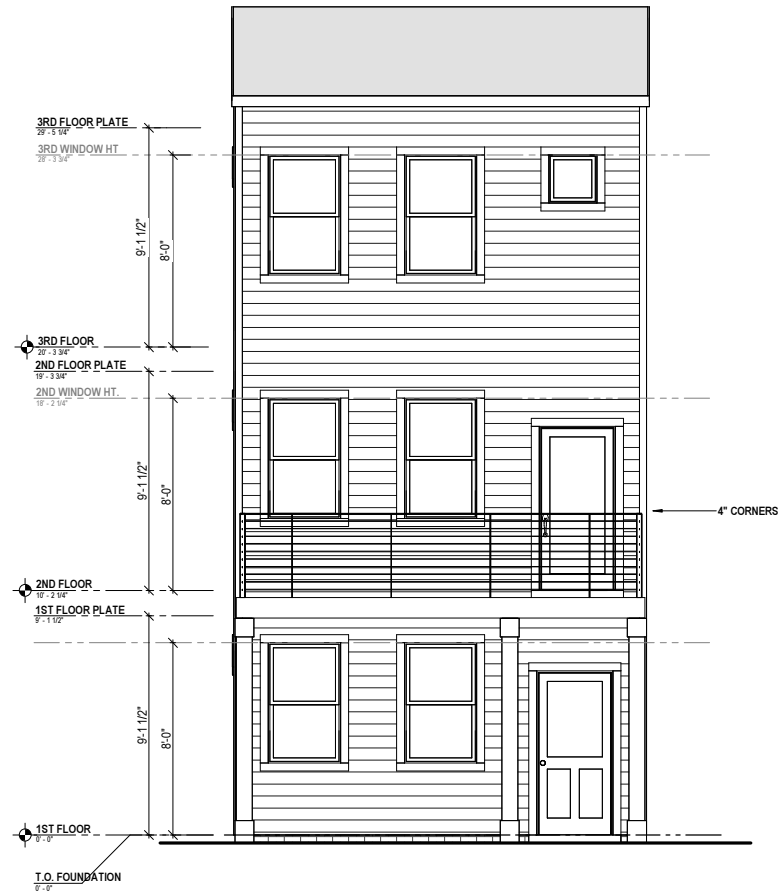 3RD FLOOR PLATE
29' - 5 1/4"
3RD WINDOW HT
28' - 3 3/4"
9'-1 1/2"
8'-0"
3RD FLOOR
20' - 3 3/4"
2ND FLOOR PLATE
19' - 3 3/4"
2ND WINDOW HT.
18' - 2 1/4"
9'-1 1/2"
8'-0"
4" CORNERS
2ND FLOOR
10' - 2 1/4"
1ST FLOOR PLATE
9' - 1 1/2"
9'-1 1/2"
8'-0"
1ST FLOOR
0' - 0"
T.O. FOUNDATION
0' - 0"